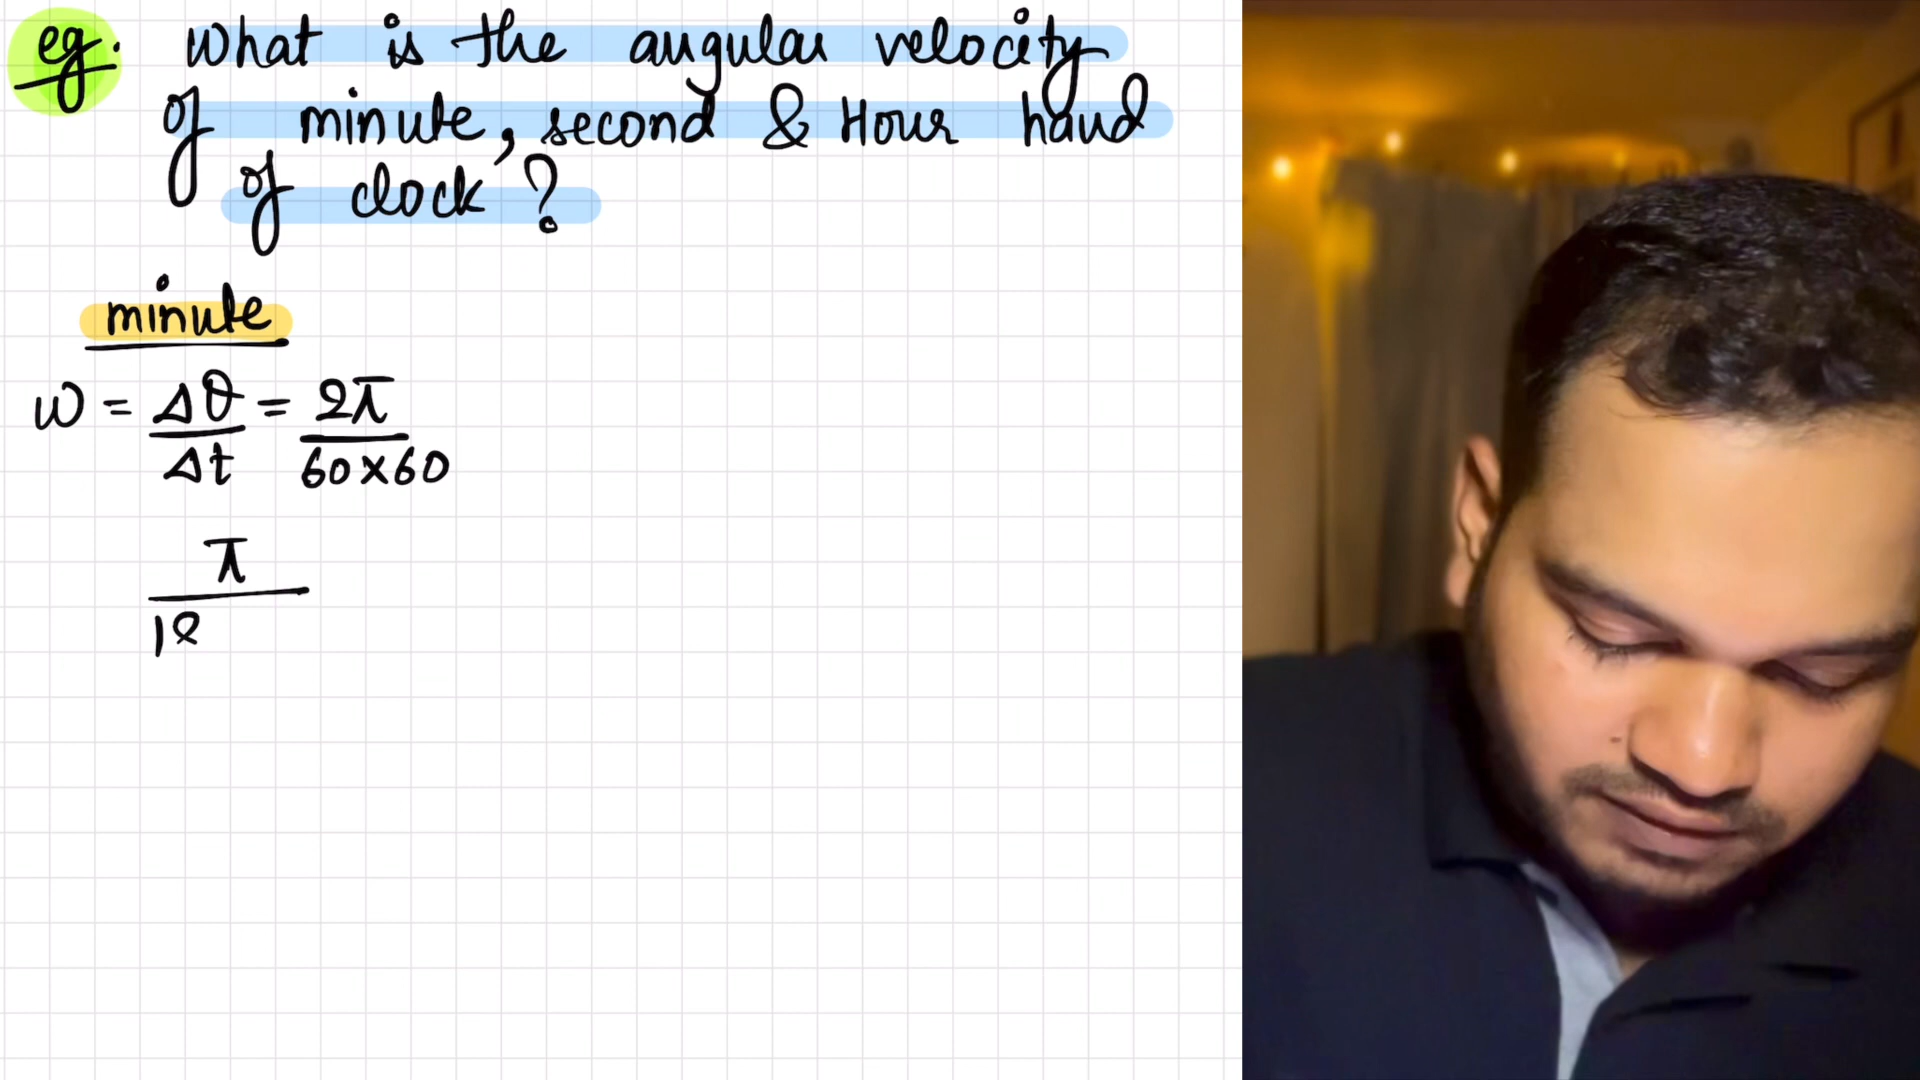 eg. What is the angular velocity
of minute, second & Hour hand
of clock ?
minute
ω = Δθ/Δt = 2π/60×60
π/18